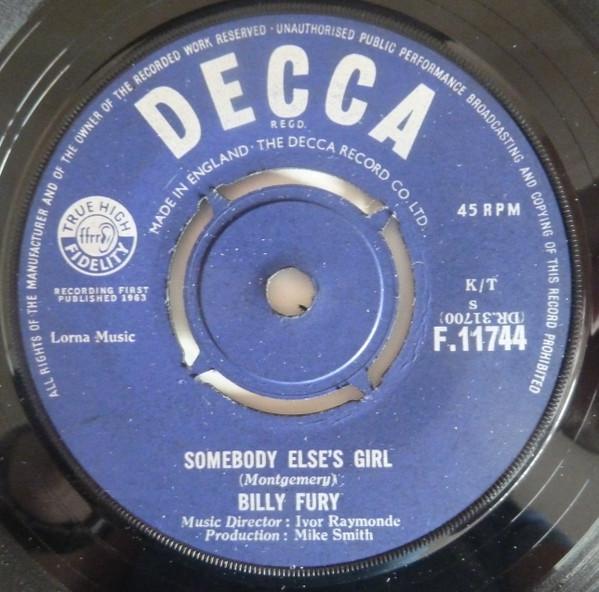 ALL RIGHTS OF THE MANUFACTURER AND OF THE OWNER OF THE RECORDED WORK RESERVED · UNAUTHORISED PUBLIC PERFORMANCE BROADCASTING AND COPYING OF THIS RECORD PROHIBITED
DECCA
REGD.
MADE IN ENGLAND · THE DECCA RECORD CO. LTD.
TRUE HIGH
ffrr
FIDELITY
RECORDING FIRST
PUBLISHED 1963
Lorna Music
45 RPM
K/T
S
(DR.31700)
F.11744
SOMEBODY ELSE'S GIRL
(Montgemery)
BILLY FURY
Music Director : Ivor Raymonde
Production : Mike Smith